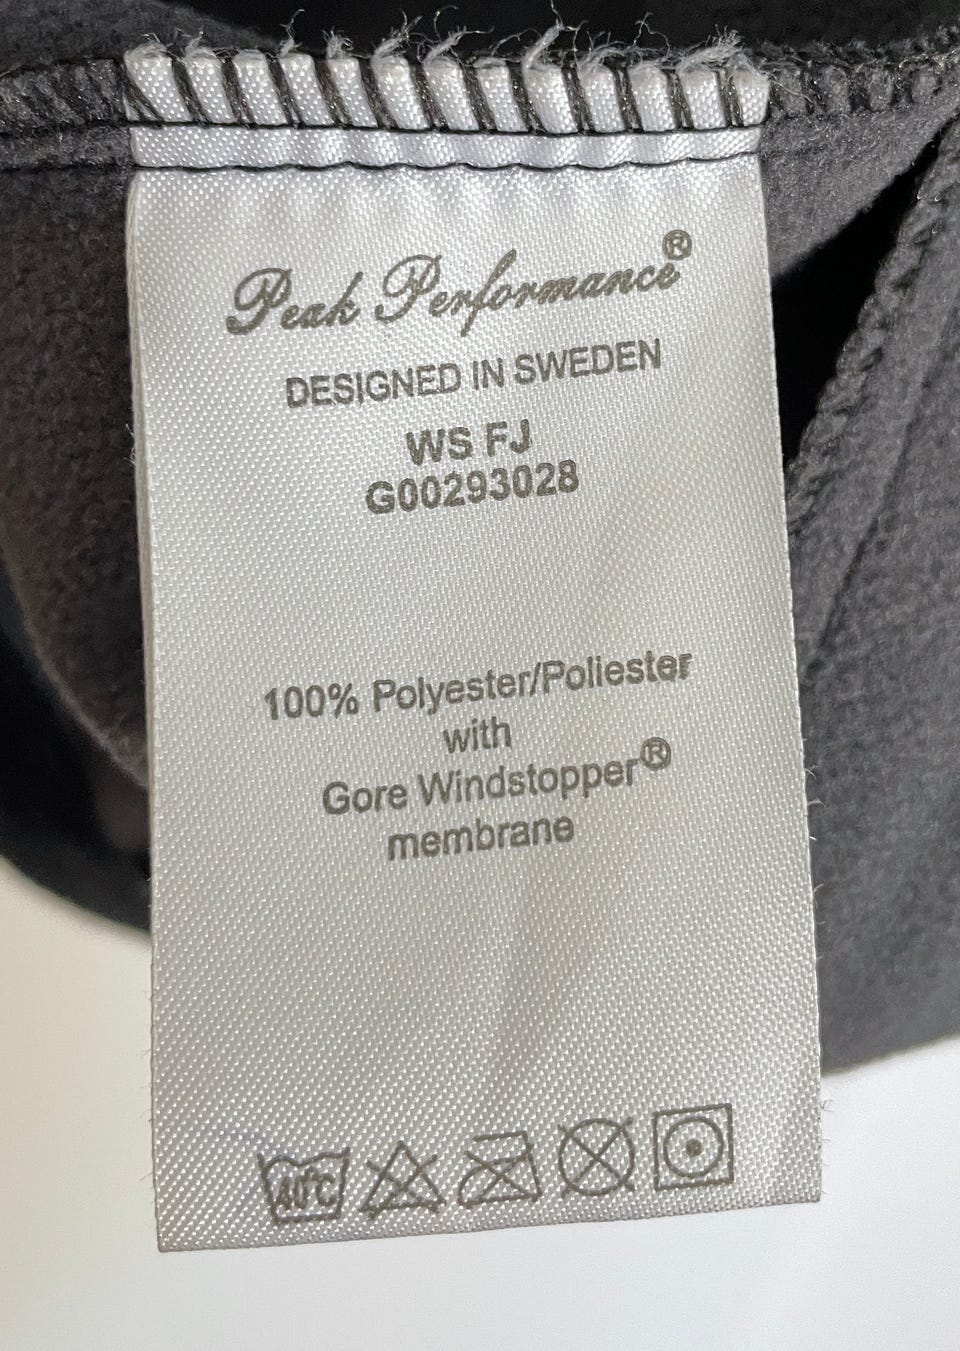 Peak Performance®
DESIGNED IN SWEDEN
WS FJ
G00293028
100% Polyester/Poliester
with
Gore Windstopper®
membrane
40°C